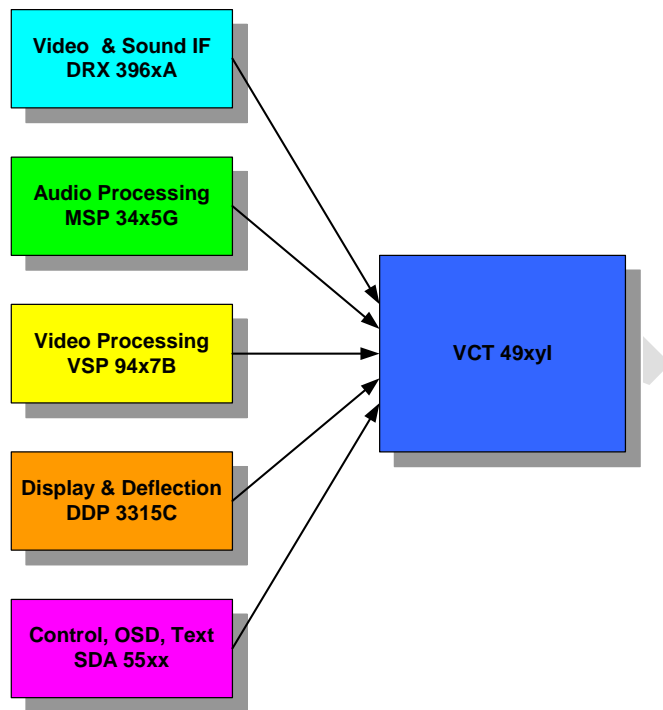 Video & Sound IF
DRX 396xA
Audio Processing
MSP 34x5G
Video Processing
VSP 94x7B
VCT 49xyI
Display & Deflection
DDP 3315C
Control, OSD, Text
SDA 55xx